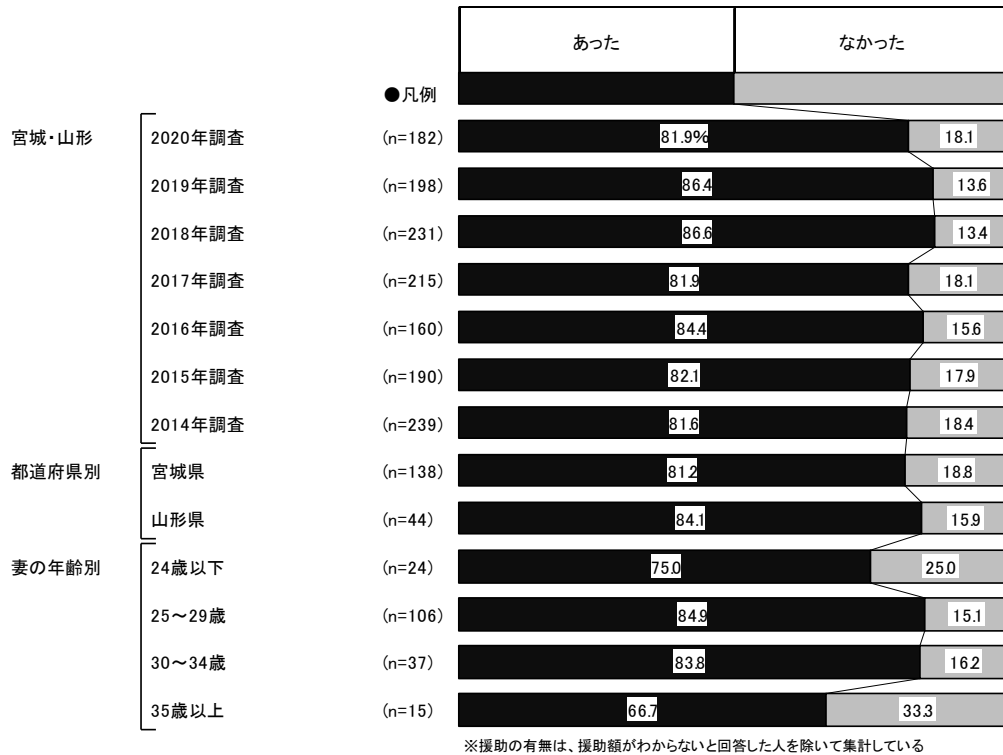 あった なかった
●凡例
宮城・山形 2020年調査 (n=182) 81.9% 18.1
2019年調査 (n=198) 86.4 13.6
2018年調査 (n=231) 86.6 13.4
2017年調査 (n=215) 81.9 18.1
2016年調査 (n=160) 84.4 15.6
2015年調査 (n=190) 82.1 17.9
2014年調査 (n=239) 81.6 18.4
都道府県別 宮城県 (n=138) 81.2 18.8
山形県 (n=44) 84.1 15.9
妻の年齢別 24歳以下 (n=24) 75.0 25.0
25～29歳 (n=106) 84.9 15.1
30～34歳 (n=37) 83.8 16.2
35歳以上 (n=15) 66.7 33.3
※援助の有無は、援助額がわからないと回答した人を除いて集計している